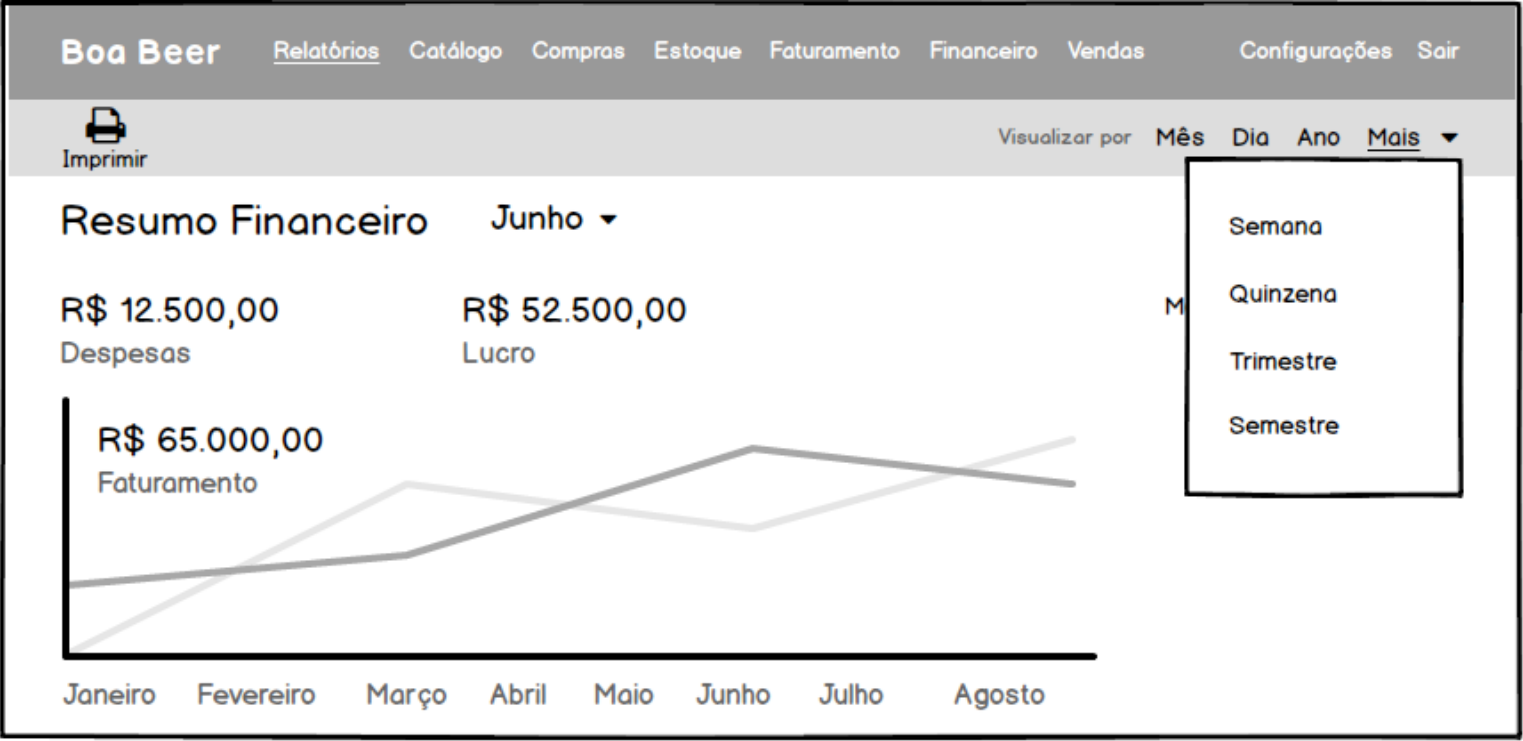 Boa Beer Relatórios Catálogo Compras Estoque Faturamento Financeiro Vendas Configurações Sair
Imprimir
Visualizar por Mês Dia Ano Mais
Semana
Quinzena
Trimestre
Semestre
Resumo Financeiro Junho
R$ 12.500,00
Despesas
R$ 52.500,00
Lucro
M
R$ 65.000,00
Faturamento
Janeiro Fevereiro Março Abril Maio Junho Julho Agosto